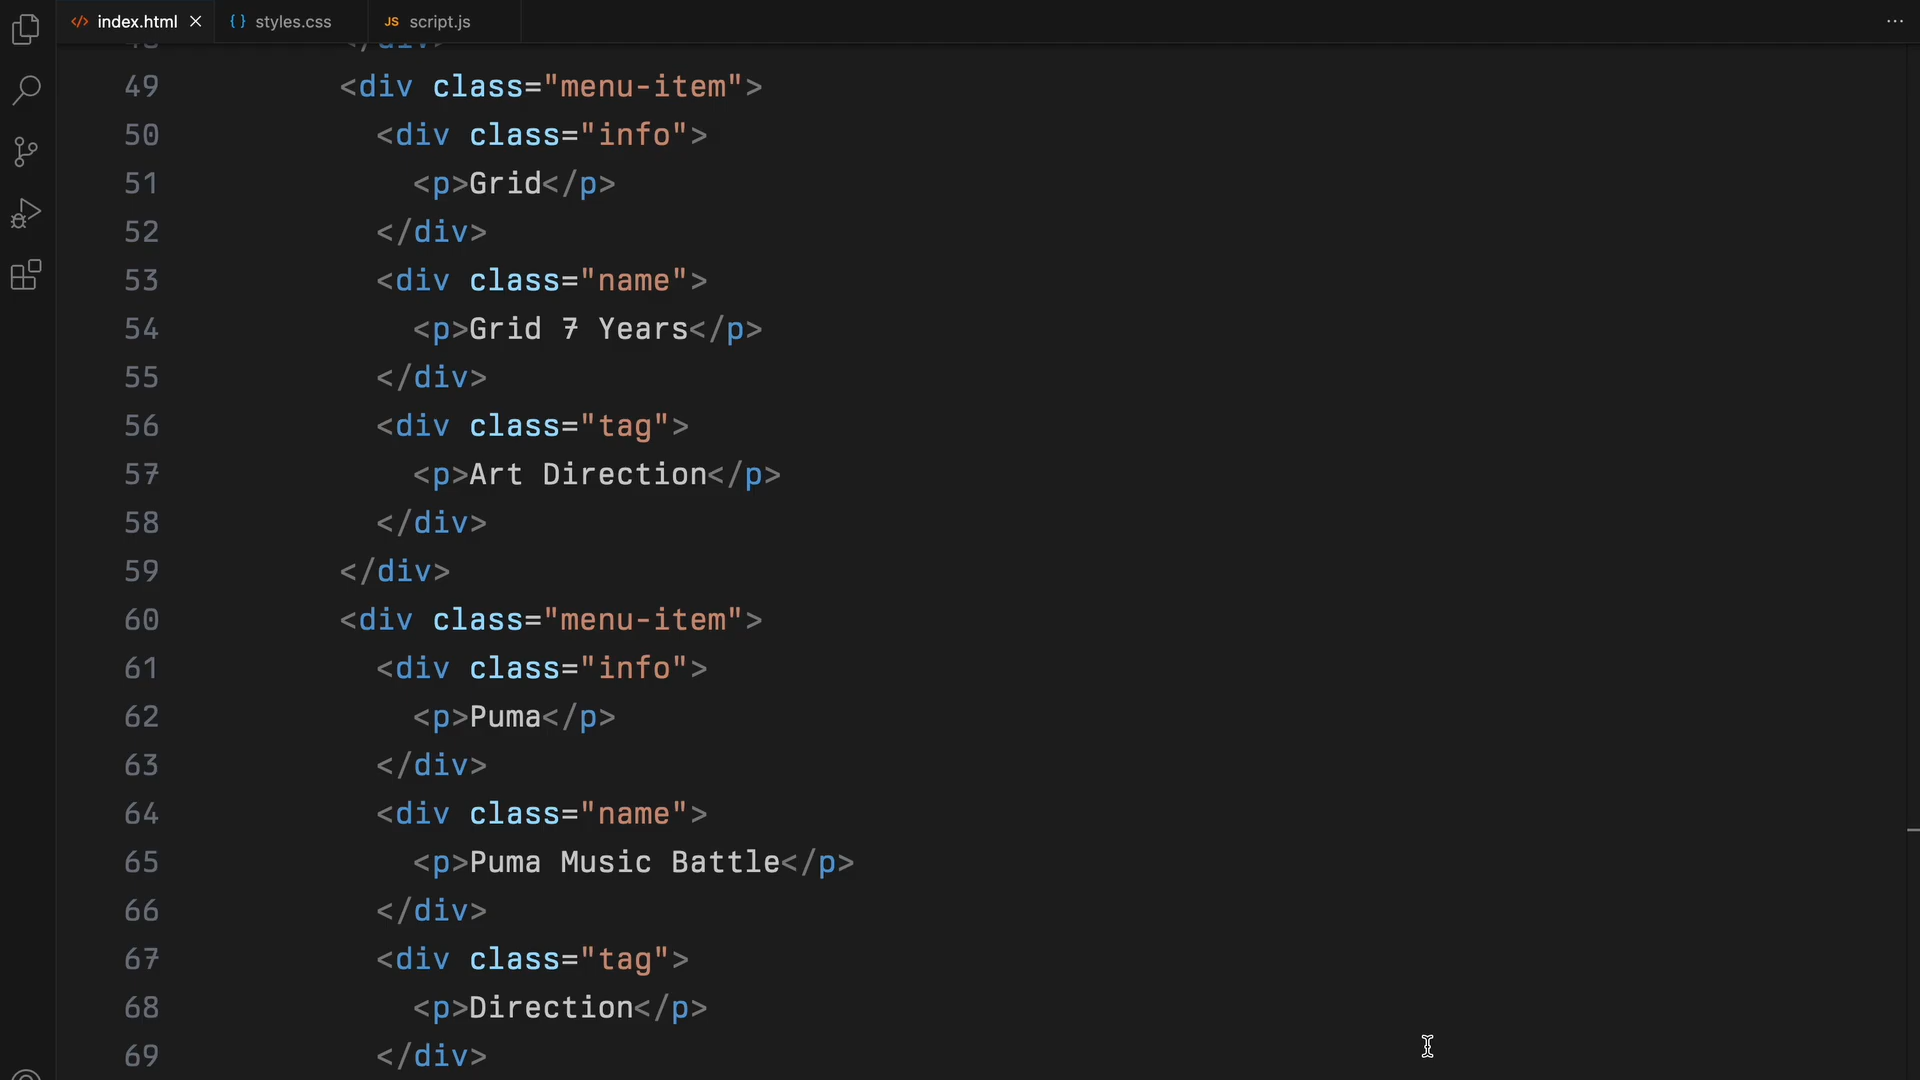 index.html
styles.css
JS script.js
48 </div>
49 <div class="menu-item">
50 <div class="info">
51 <p>Grid</p>
52 </div>
53 <div class="name">
54 <p>Grid 7 Years</p>
55 </div>
56 <div class="tag">
57 <p>Art Direction</p>
58 </div>
59 </div>
60 <div class="menu-item">
61 <div class="info">
62 <p>Puma</p>
63 </div>
64 <div class="name">
65 <p>Puma Music Battle</p>
66 </div>
67 <div class="tag">
68 <p>Direction</p>
69 </div>